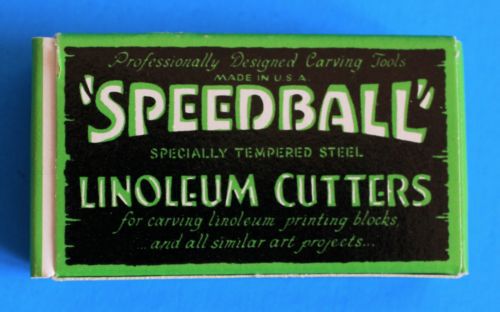 Professionally Designed Carving Tools
MADE IN U.S.A.
"SPEEDBALL"
SPECIALLY TEMPERED STEEL
LINOLEUM CUTTERS
for carving linoleum printing blocks,
...and all similar art projects...